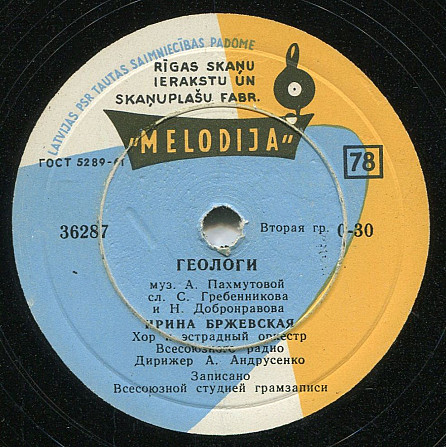 LATVIJAS PSR TAUTAS SAIMNIECĪBAS PADOME
RĪGAS SKAŅU
IERAKSTU UN
SKAŅUPLAŠU FABR.
"MELODIJA"
ГОСТ 5289-61
78
36287
Вторая гр. 0-30
ГЕОЛОГИ
муз. А. Пахмутовой
сл. С. Гребенникова
и Н. Добронравова
ИРИНА БРЖЕВСКАЯ
Хор и эстрадный оркестр
Всесоюзного радио
Дирижер А. Андрусенко
Записано
Всесоюзной студией грамзаписи